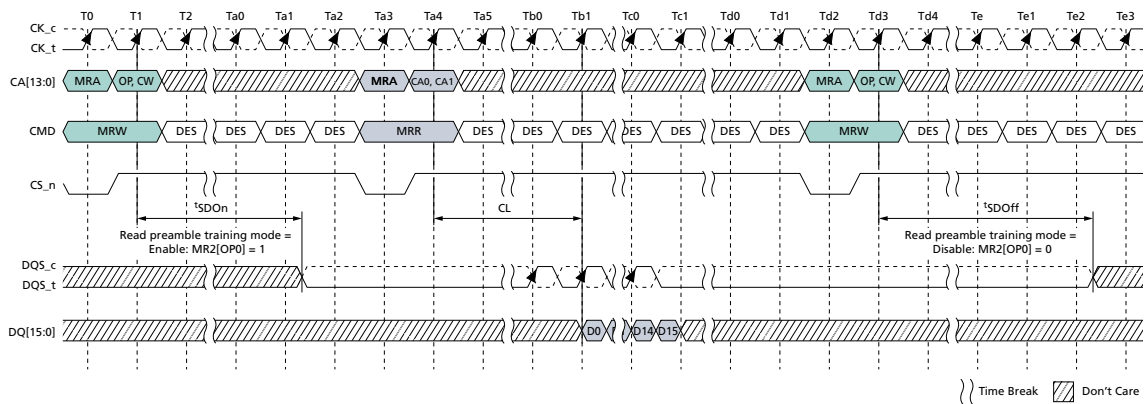 T0 T1 T2 Ta0 Ta1 Ta2 Ta3 Ta4 Ta5 Tb0 Tb1 Tc0 Tc1 Td0 Td1 Td2 Td3 Td4 Te Te1 Te2 Te3
CK_c
CK_t
CA[13:0] MRA OP, CW MRA CA0, CA1 MRA OP, CW
CMD MRW DES DES DES DES MRR DES DES DES DES DES DES DES MRW DES DES DES DES DES
CS_n
tSDOn CL tSDOff
Read preamble training mode =
Enable: MR2[OP0] = 1
Read preamble training mode =
Disable: MR2[OP0] = 0
DQS_c
DQS_t
DQ[15:0] D0 D14 D15
Time Break Don't Care